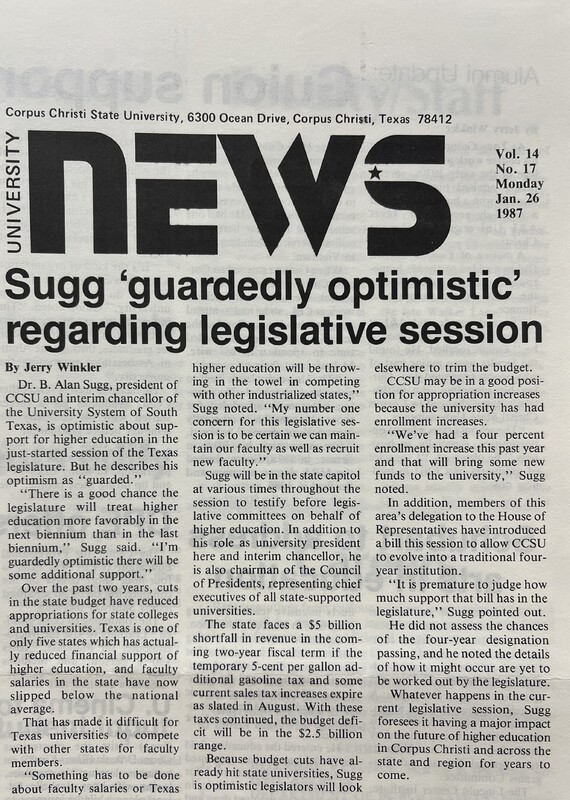 Corpus Christi State University, 6300 Ocean Drive, Corpus Christi, Texas 78412
UNIVERSITY
NEWS
Vol. 14
No. 17
Monday
Jan. 26
1987
Sugg ‘guardedly optimistic’
regarding legislative session
By Jerry Winkler
Dr. B. Alan Sugg, president of
CCSU and interim chancellor of
the University System of South
Texas, is optimistic about sup-
port for higher education in the
just-started session of the Texas
legislature. But he describes his
optimism as “guarded.”
“There is a good chance the
legislature will treat higher
education more favorably in the
next biennium than in the last
biennium,” Sugg said. “I’m
guardedly optimistic there will be
some additional support.”
Over the past two years, cuts
in the state budget have reduced
appropriations for state colleges
and universities. Texas is one of
only five states which has actual-
ly reduced financial support of
higher education, and faculty
salaries in the state have now
slipped below the national
average.
That has made it difficult for
Texas universities to compete
with other states for faculty
members.
“Something has to be done
about faculty salaries or Texas
higher education will be throw-
ing in the towel in competing
with other industrialized states,”
Sugg noted. “My number one
concern for this legislative ses-
sion is to be certain we can main-
tain our faculty as well as recruit
new faculty.”
Sugg will be in the state capitol
at various times throughout the
session to testify before legis-
lative committees on behalf of
higher education. In addition to
his role as university president
here and interim chancellor, he
is also chairman of the Council
of Presidents, representing chief
executives of all state-supported
universities.
The state faces a $5 billion
shortfall in revenue in the com-
ing two-year fiscal term if the
temporary 5-cent per gallon ad-
ditional gasoline tax and some
current sales tax increases expire
as slated in August. With these
taxes continued, the budget defi-
cit will be in the $2.5 billion
range.
Because budget cuts have al-
ready hit state universities, Sugg
is optimistic legislators will look
elsewhere to trim the budget.
CCSU may be in a good posi-
tion for appropriation increases
because the university has had
enrollment increases.
“We’ve had a four percent
enrollment increase this past year
and that will bring some new
funds to the university,” Sugg
noted.
In addition, members of this
area’s delegation to the House of
Representatives have introduced
a bill this session to allow CCSU
to evolve into a traditional four-
year institution.
“It is premature to judge how
much support that bill has in the
legislature,” Sugg pointed out.
He did not assess the chances
of the four-year designation
passing, and he noted the details
of how it might occur are yet to
be worked out by the legislature.
Whatever happens in the cur-
rent legislative session, Sugg
foresees it having a major impact
on the future of higher education
in Corpus Christi and across the
state and region for years to
come.